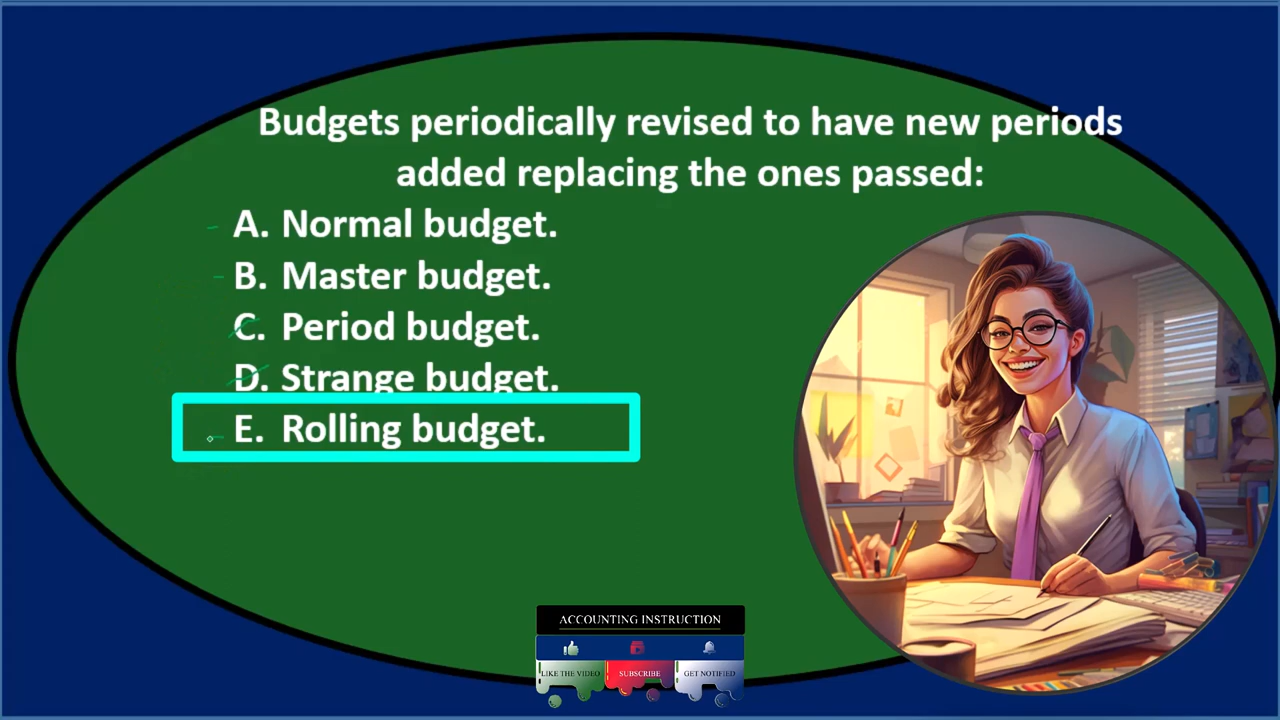 Budgets periodically revised to have new periods
added replacing the ones passed:
A. Normal budget.
B. Master budget.
C. Period budget.
D. Strange budget.
E. Rolling budget.
ACCOUNTING INSTRUCTION
LIKE THE VIDEO SUBSCRIBE GET NOTIFIED